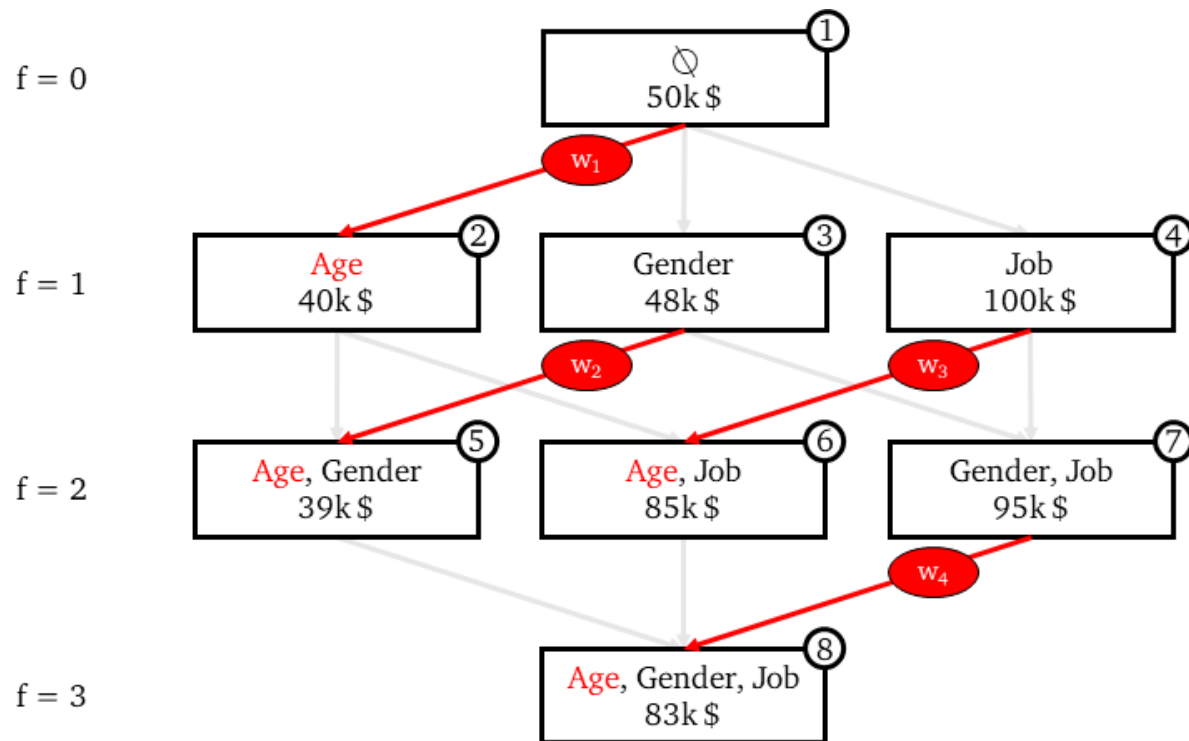 1
f = 0
∅
50k $
w₁
2
3
4
f = 1
Age
40k $
Gender
48k $
Job
100k $
w₂
w₃
5
6
7
f = 2
Age, Gender
39k $
Age, Job
85k $
Gender, Job
95k $
w₄
8
f = 3
Age, Gender, Job
83k $